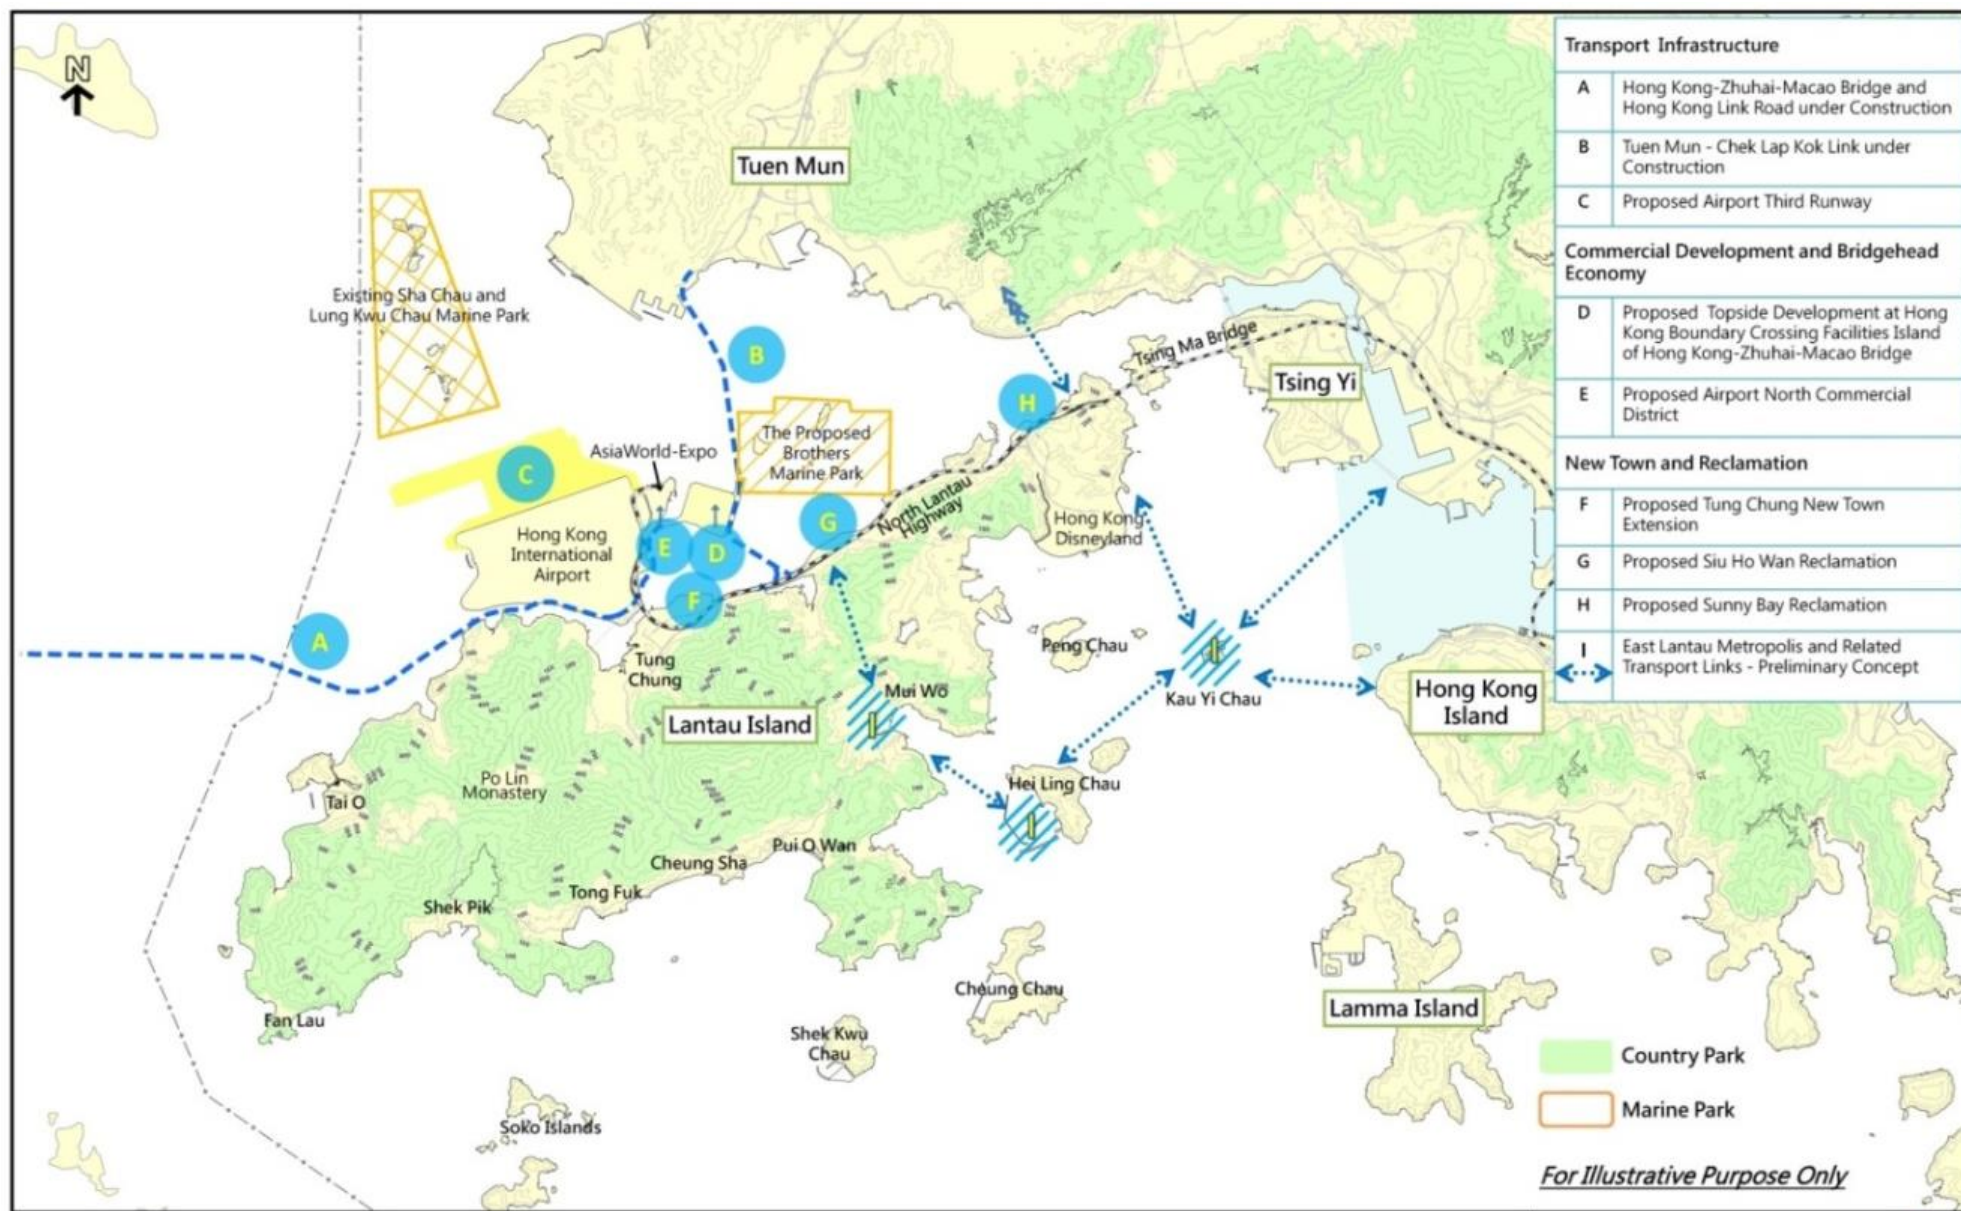 N
Tuen Mun
Existing Sha Chau and
Lung Kwu Chau Marine Park
B
Tsing Ma Bridge
Tsing Yi
H
The Proposed
Brothers
Marine Park
AsiaWorld-Expo
C
G
North Lantau
Highway
Hong Kong
Disneyland
Hong Kong
International
Airport
E
D
F
A
Tung
Chung
Peng Chau
I
Kau Yi Chau
Mui Wo
I
Lantau Island
Hong Kong
Island
Po Lin
Monastery
Hei Ling Chau
I
Tai O
Pui O Wan
Cheung Sha
Tong Fuk
Shek Pik
Cheung Chau
Lamma Island
Fan Lau
Shek Kwu
Chau
Soko Islands
Transport Infrastructure
A Hong Kong-Zhuhai-Macao Bridge and
Hong Kong Link Road under Construction
B Tuen Mun - Chek Lap Kok Link under
Construction
C Proposed Airport Third Runway
Commercial Development and Bridgehead
Economy
D Proposed Topside Development at Hong
Kong Boundary Crossing Facilities Island
of Hong Kong-Zhuhai-Macao Bridge
E Proposed Airport North Commercial
District
New Town and Reclamation
F Proposed Tung Chung New Town
Extension
G Proposed Siu Ho Wan Reclamation
H Proposed Sunny Bay Reclamation
I East Lantau Metropolis and Related
Transport Links - Preliminary Concept
Country Park
Marine Park
For Illustrative Purpose Only